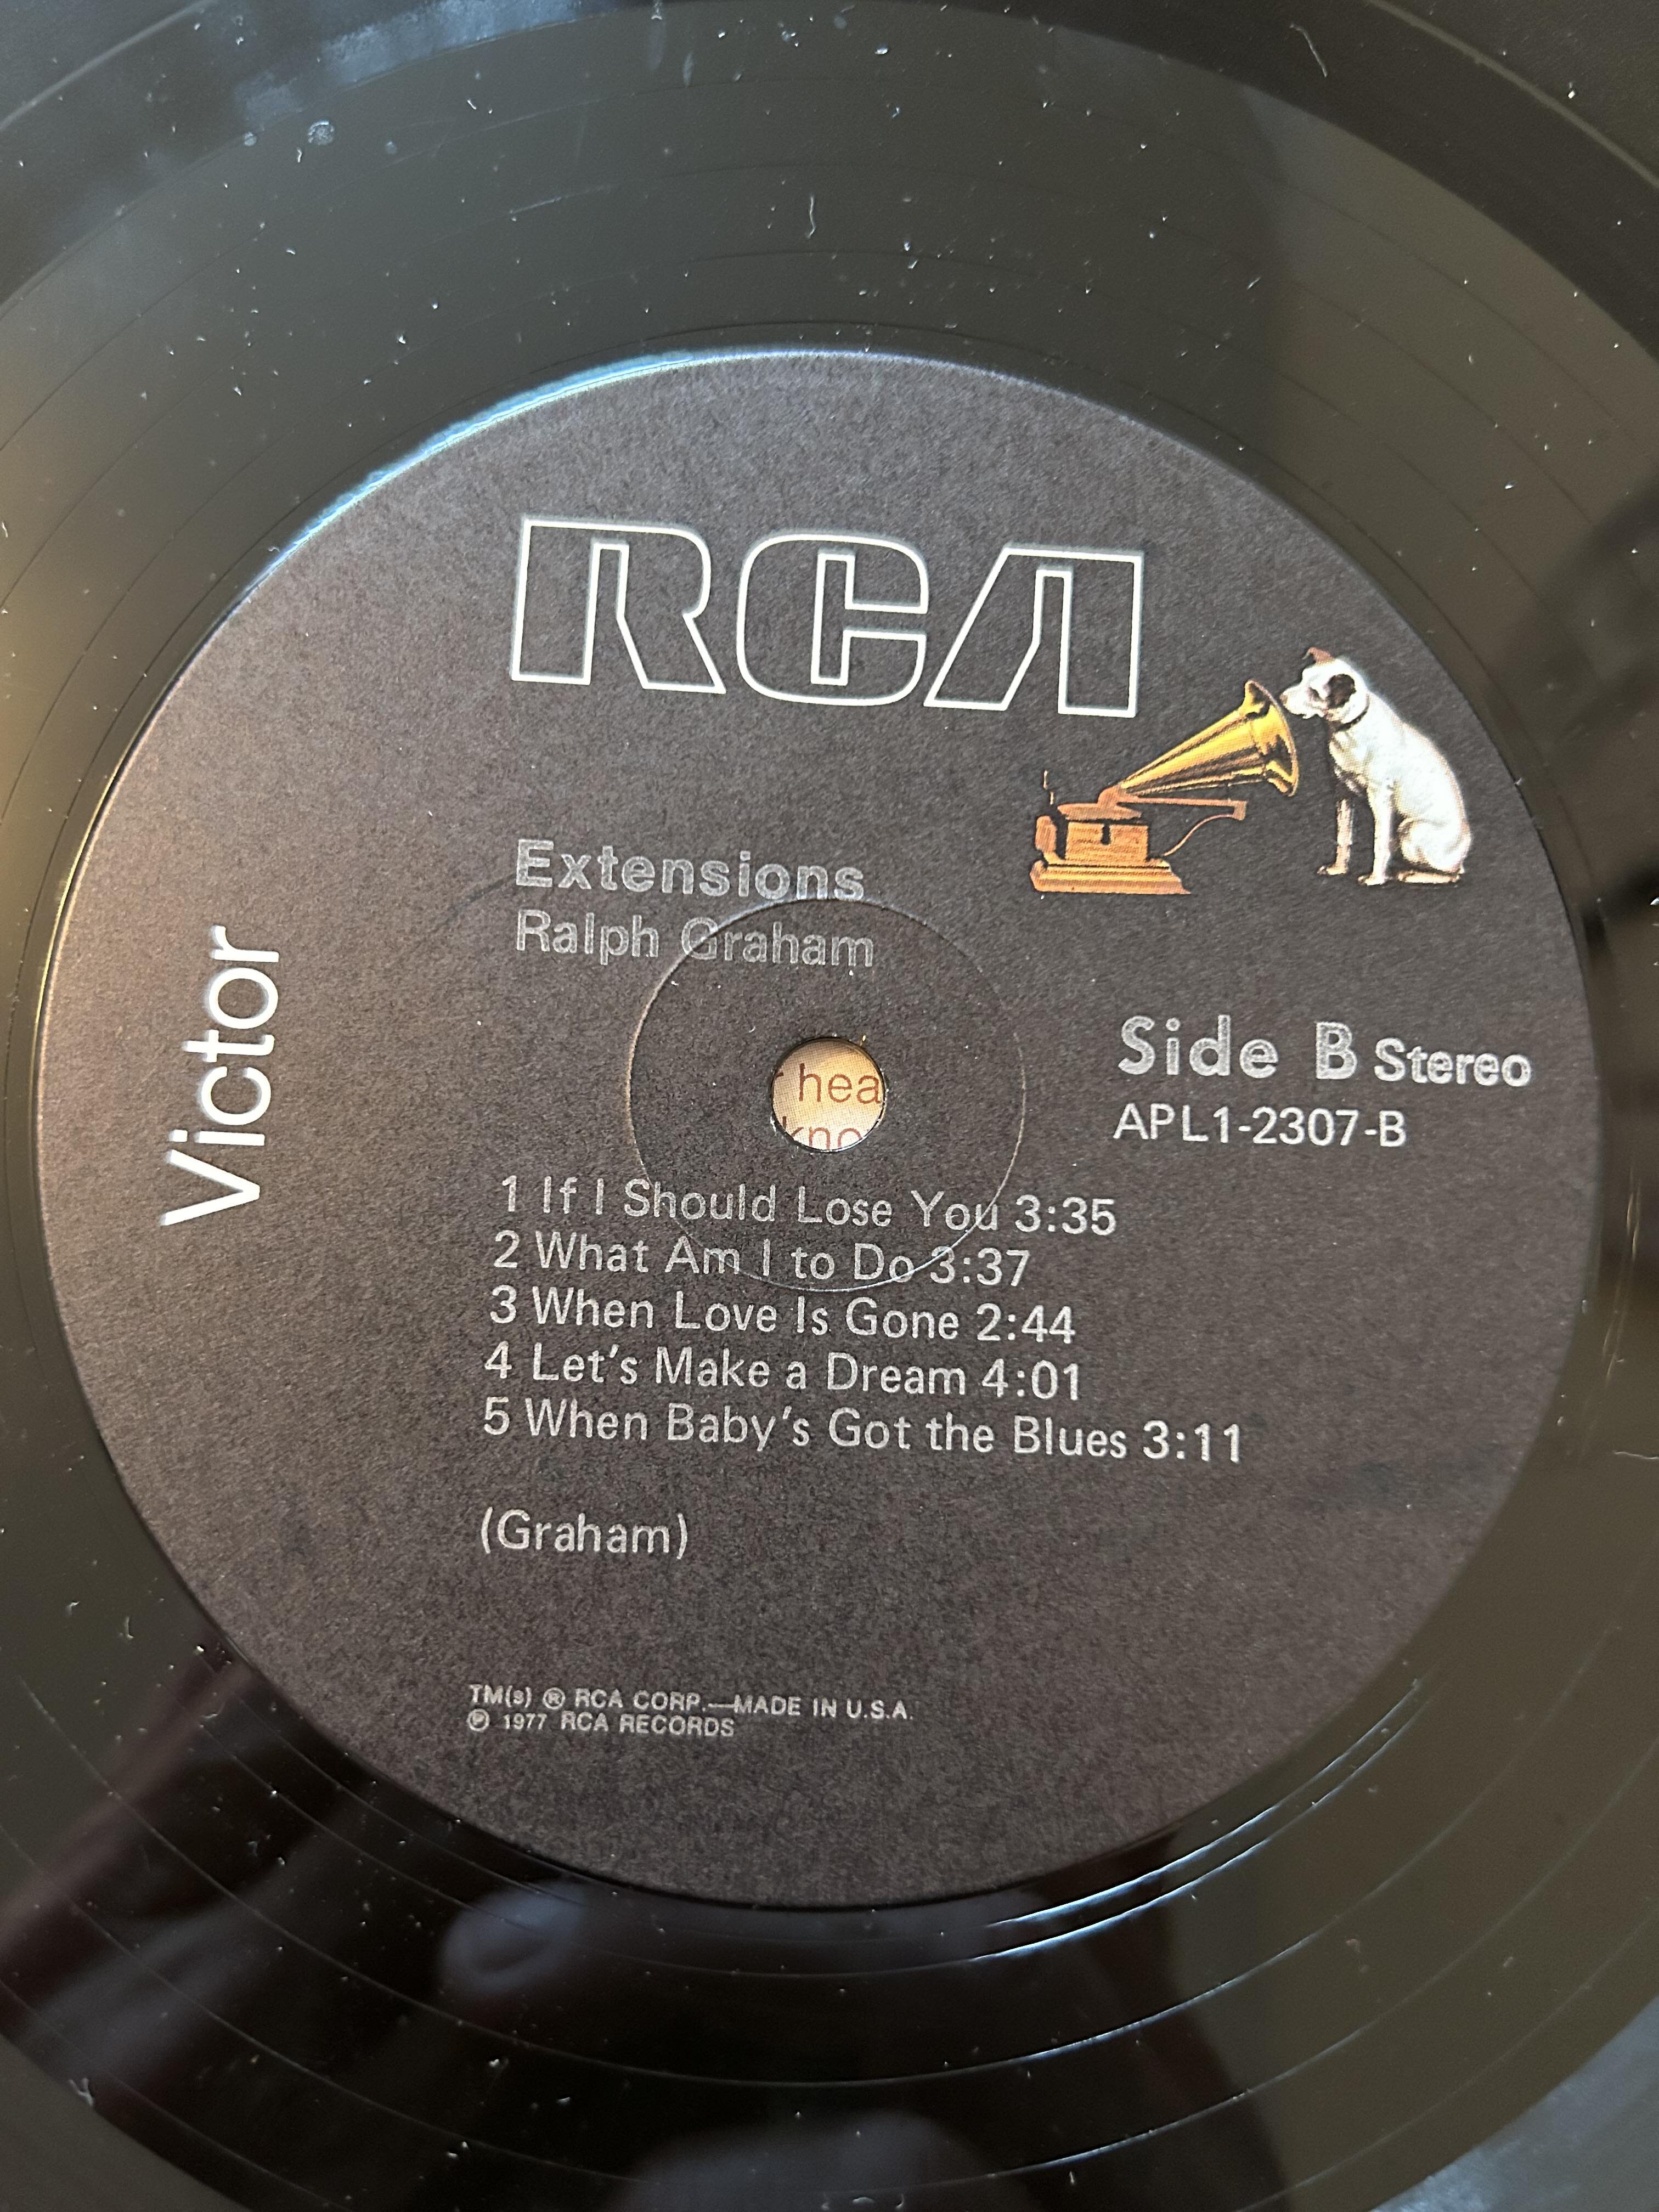 RCA
Victor
Extensions
Ralph Graham
Side B Stereo
APL1-2307-B
hea
kno
1 If I Should Lose You 3:35
2 What Am I to Do 3:37
3 When Love Is Gone 2:44
4 Let's Make a Dream 4:01
5 When Baby's Got the Blues 3:11
(Graham)
TM(s) ® RCA CORP.—MADE IN U.S.A.
℗ 1977 RCA RECORDS